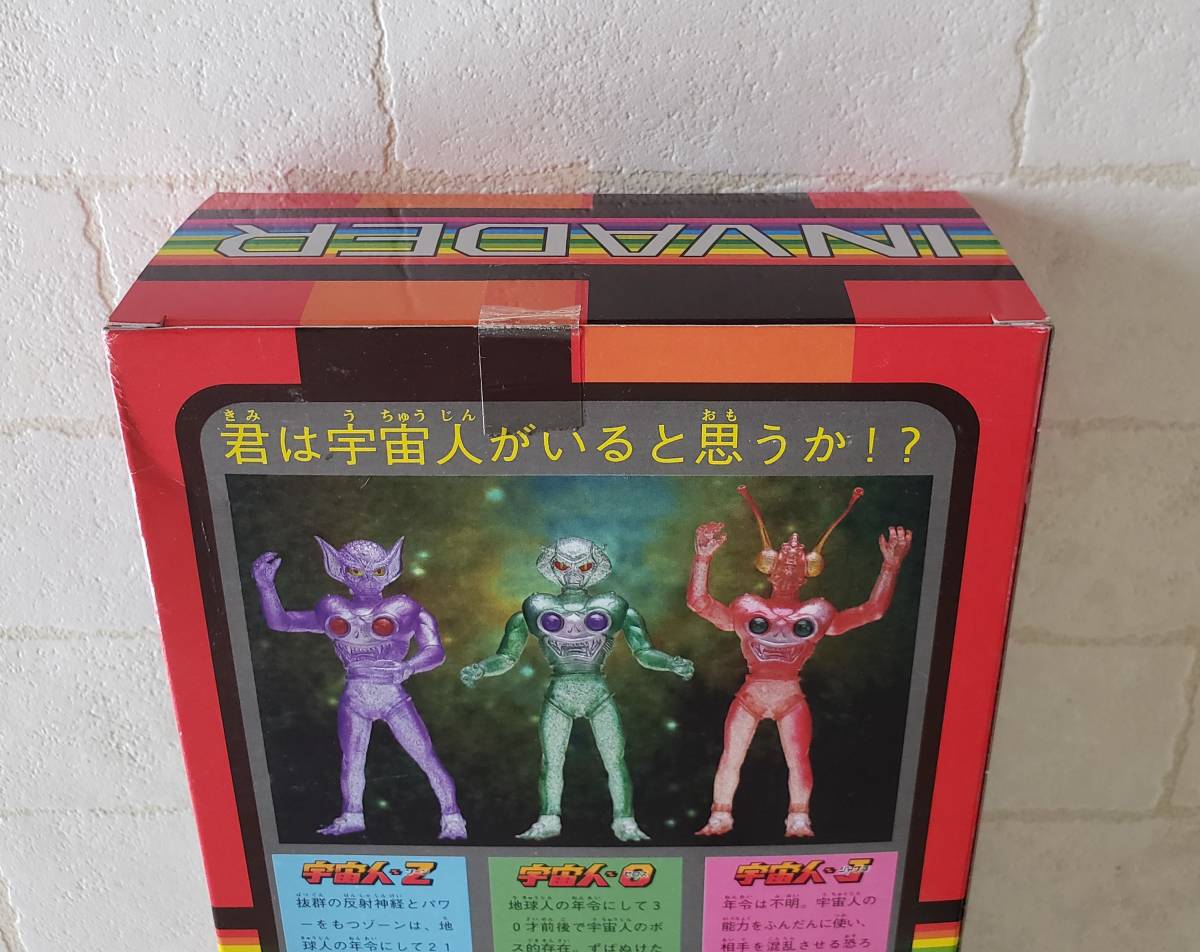 INVADER
君は宇宙人がいると思うか!?
宇宙人Z
抜群の反射神経とパワ
ーをもつゾーンは、地
球人の年令にして21
宇宙人O
地球人の年令にして3
0才前後で宇宙人のボ
ス的存在。ずばぬけた
宇宙人J
年令は不明。宇宙人の
能力をふんだんに使い、
相手を混乱させる恐ろ